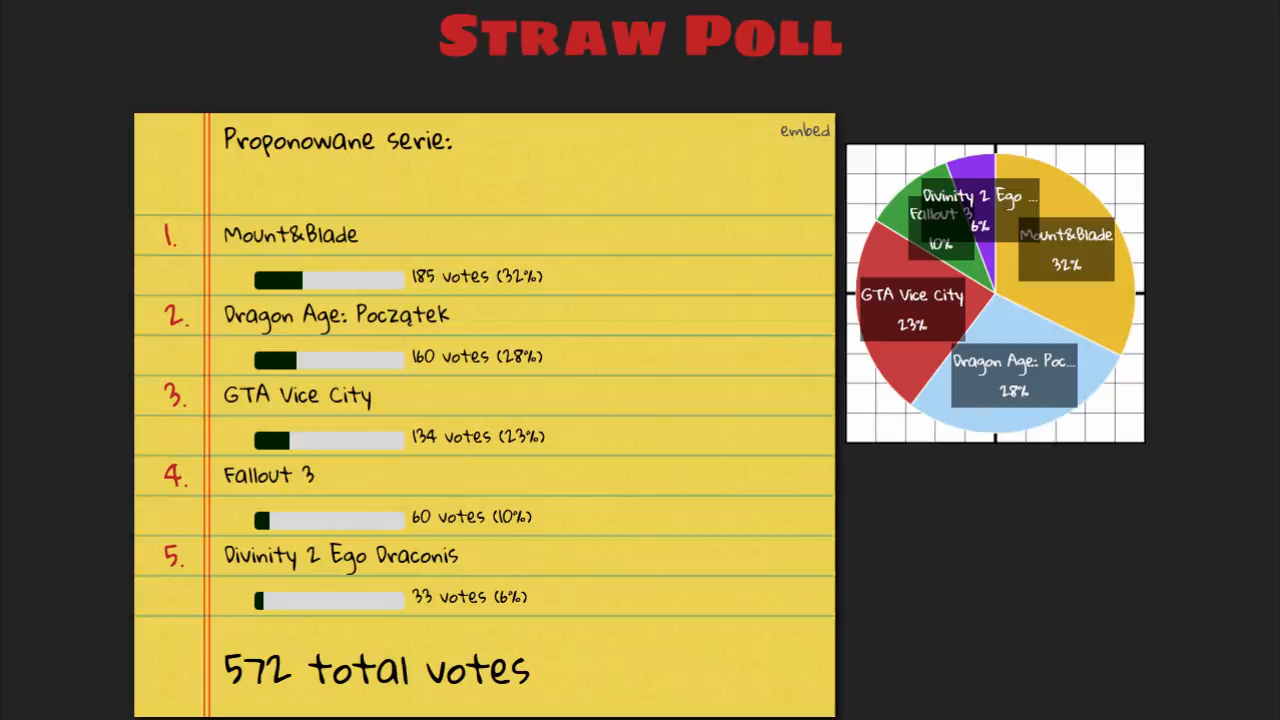 STRAW POLL
embed
Proponowane serie:
1. Mount&Blade
185 votes (32%)
2. Dragon Age: Początek
160 votes (28%)
3. GTA Vice City
134 votes (23%)
4. Fallout 3
60 votes (10%)
5. Divinity 2 Ego Draconis
33 votes (6%)
572 total votes
Divinity 2 Ego ...
6%
Fallout 3
10%
Mount&Blade
32%
GTA Vice City
23%
Dragon Age: Poc...
28%